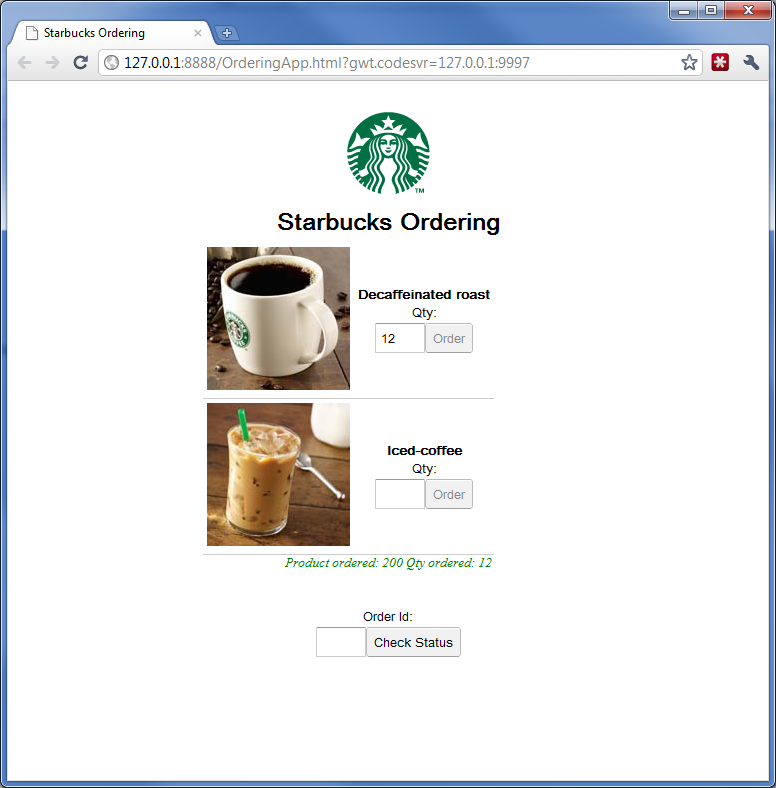 Starbucks Ordering
127.0.0.1:8888/OrderingApp.html?gwt.codesvr=127.0.0.1:9997
TM
Starbucks Ordering
Decaffeinated roast
Qty:
12 Order
Iced-coffee
Qty:
Order
Product ordered: 200 Qty ordered: 12
Order Id:
Check Status